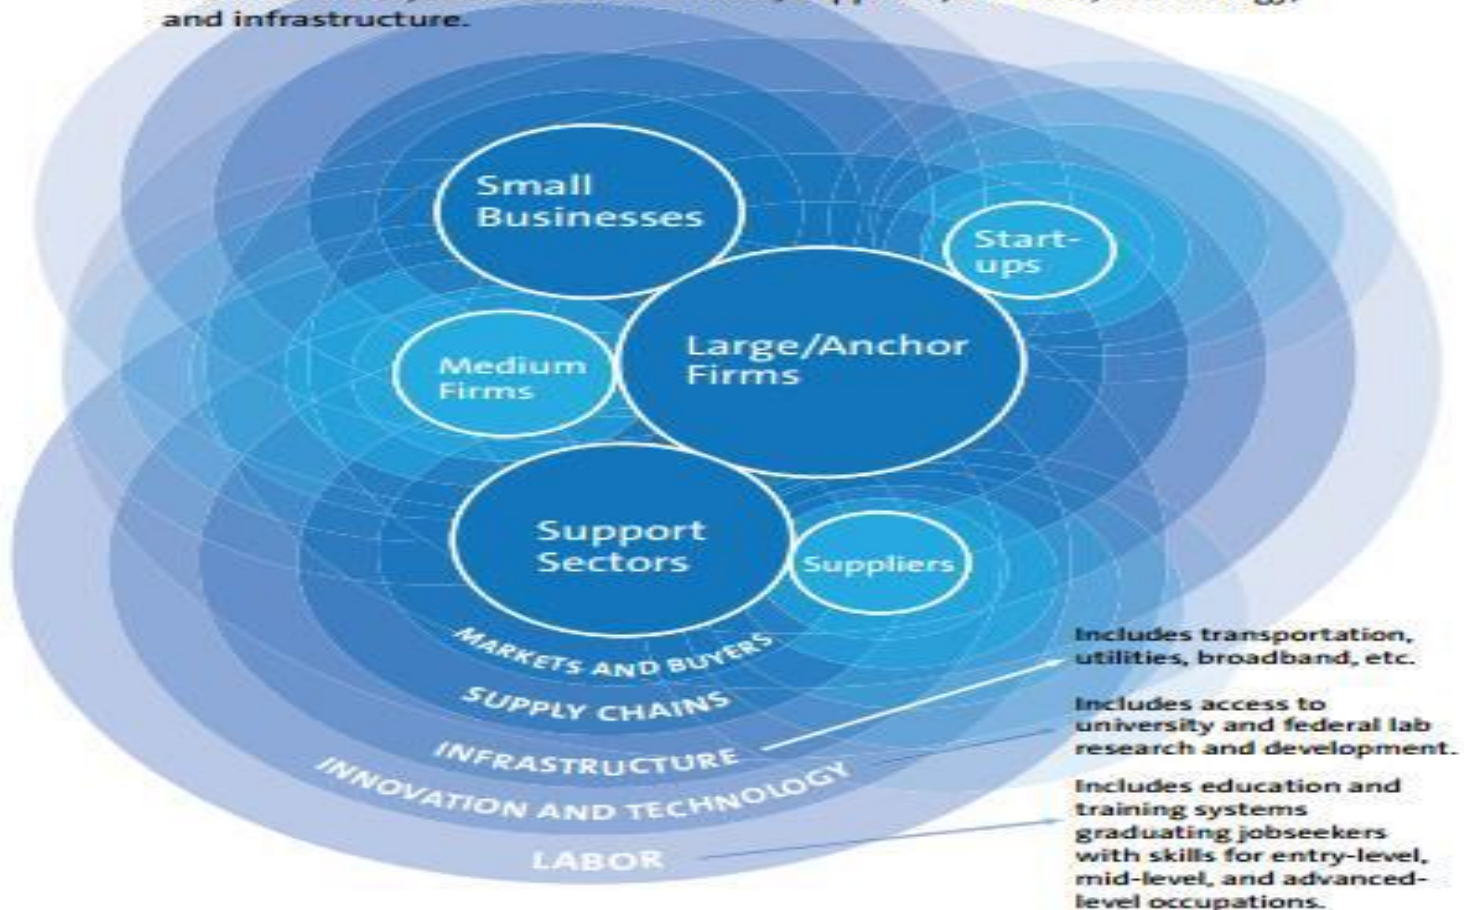 and infrastructure.
Small
Businesses
Start-
ups
Large/Anchor
Firms
Medium
Firms
Support
Sectors
Suppliers
MARKETS AND BUYERS
SUPPLY CHAINS
INFRASTRUCTURE
INNOVATION AND TECHNOLOGY
LABOR
Includes transportation,
utilities, broadband, etc.
Includes access to
university and federal lab
research and development.
Includes education and
training systems
graduating jobseekers
with skills for entry-level,
mid-level, and advanced-
level occupations.